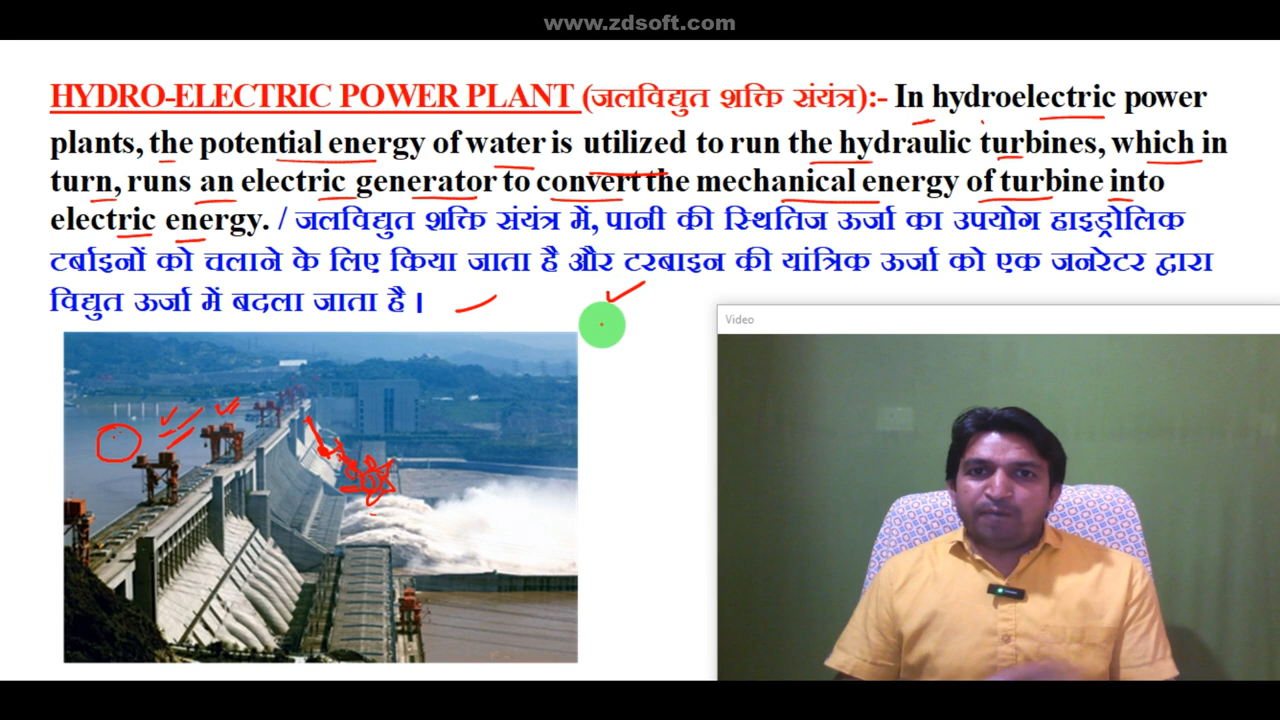 www.zdsoft.com
HYDRO-ELECTRIC POWER PLANT (जलविद्युत शक्ति संयंत्र):- In hydroelectric power
plants, the potential energy of water is utilized to run the hydraulic turbines, which in
turn, runs an electric generator to convert the mechanical energy of turbine into
electric energy. / जलविद्युत शक्ति संयंत्र में, पानी की स्थितिज ऊर्जा का उपयोग हाइड्रोलिक
टर्बाइनों को चलाने के लिए किया जाता है और टरबाइन की यांत्रिक ऊर्जा को एक जनरेटर द्वारा
विद्युत ऊर्जा में बदला जाता है।
Video